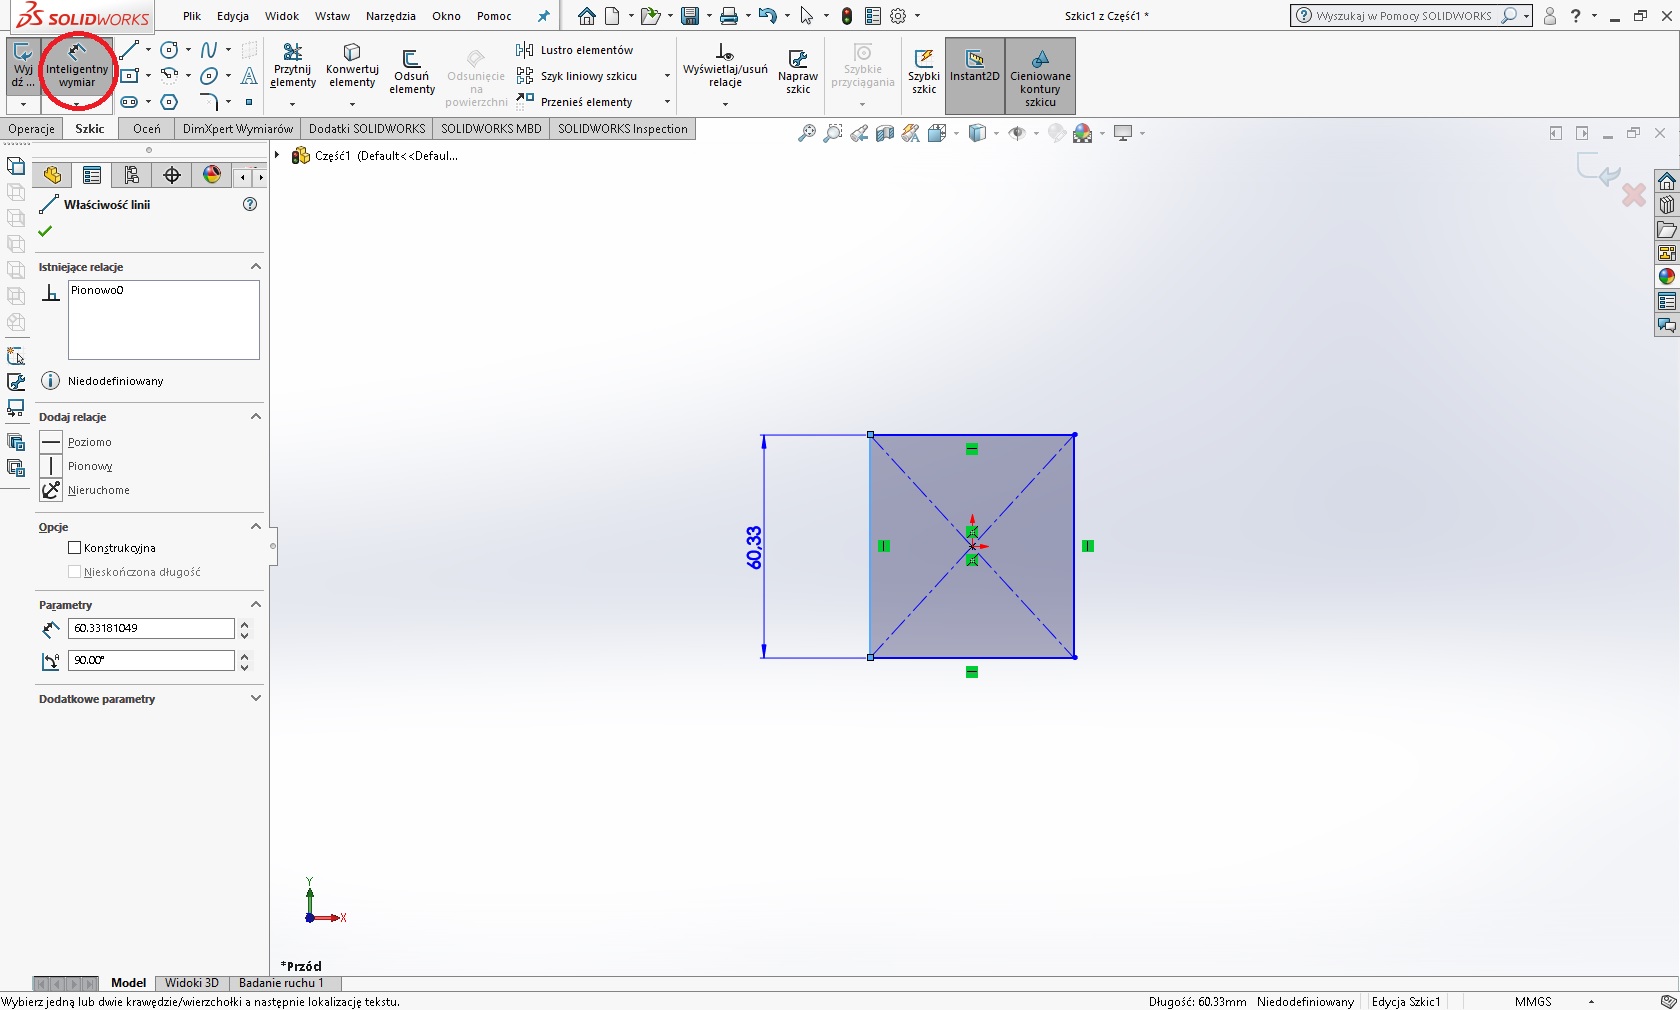 SOLIDWORKS
Plik Edycja Widok Wstaw Narzędzia Okno Pomoc
Szkic1 z Część1 *
Wyszukaj w Pomocy SOLIDWORKS
Wyj
dź ...
Inteligentny
wymiar
Przytnij
elementy
Konwertuj
elementy
Odsuń
elementy
Odsunięcie
na
powierzchni
Lustro elementów
Szyk liniowy szkicu
Przenieś elementy
Wyświetlaj/usuń
relacje
Napraw
szkic
Szybkie
przyciągania
Szybki
szkic
Instant2D
Cieniowane
kontury
szkicu
Operacje Szkic Oceń DimXpert Wymiarów Dodatki SOLIDWORKS SOLIDWORKS MBD SOLIDWORKS Inspection
Część1 (Default<<Defaul...
Właściwość linii
Istniejące relacje
Pionowo0
Niedodefiniowany
Dodaj relacje
Poziomo
Pionowy
Nieruchome
Opcje
Konstrukcyjna
Nieskończona długość
Parametry
60.33181049
90.00°
Dodatkowe parametry
60,33
Y
X
*Przód
Model Widoki 3D Badanie ruchu 1
Wybierz jedną lub dwie krawędzie/wierzchołki a następnie lokalizację tekstu.
Długość: 60.33mm Niedodefiniowany Edycja Szkic1 MMGS